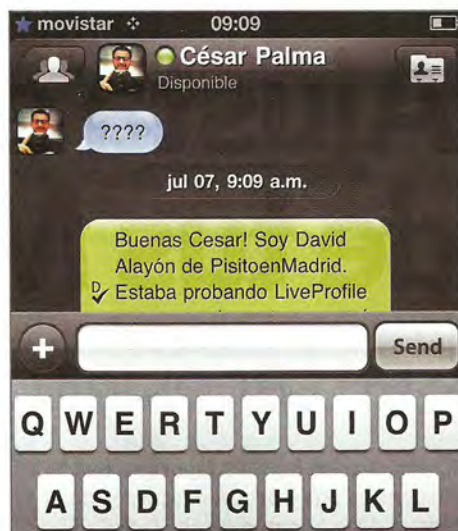 movistar 09:09
César Palma
Disponible
????
jul 07, 9:09 a.m.
Buenas Cesar! Soy David
Alayón de PisitoenMadrid.
D Estaba probando LiveProfile
Send
Q W E R T Y U I O P
A S D F G H J K L